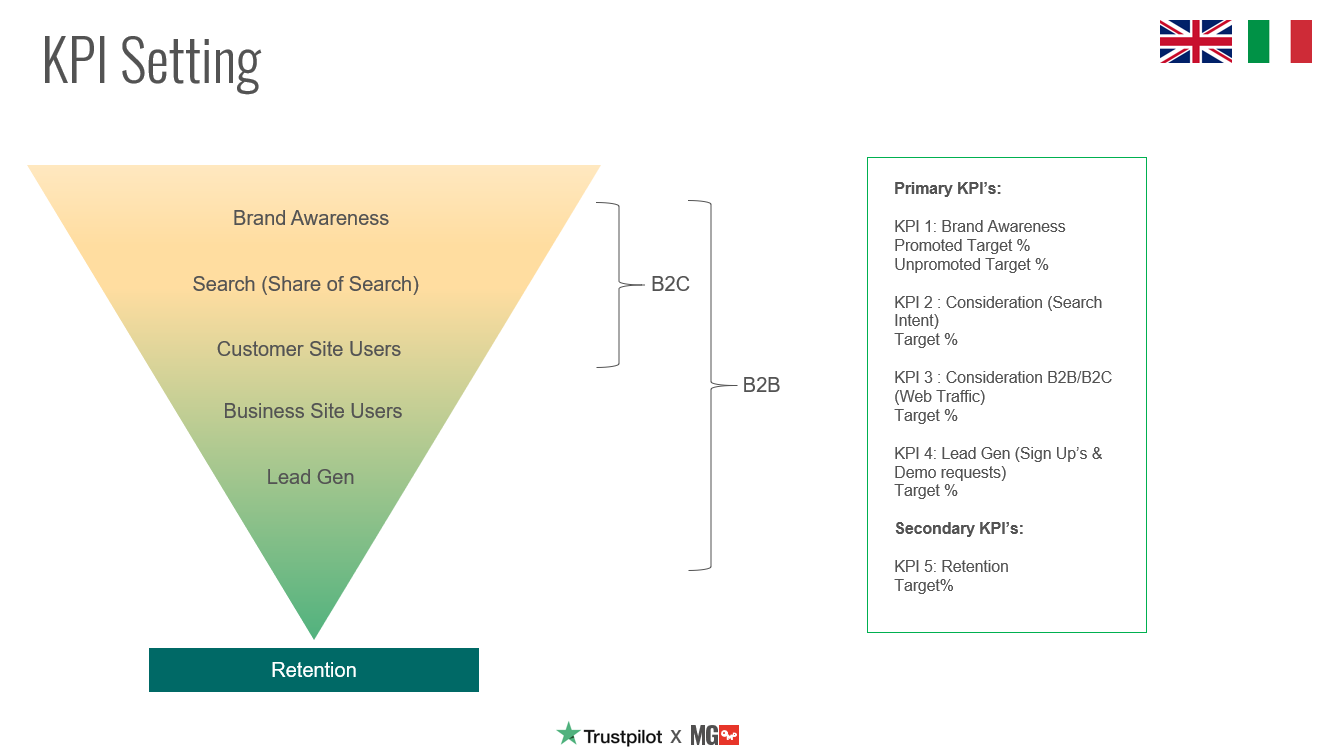 KPI Setting
Brand Awareness
Search (Share of Search)
Customer Site Users
Business Site Users
Lead Gen
Retention
B2C
B2B
Primary KPI’s:
KPI 1: Brand Awareness
Promoted Target %
Unpromoted Target %
KPI 2 : Consideration (Search
Intent)
Target %
KPI 3 : Consideration B2B/B2C
(Web Traffic)
Target %
KPI 4: Lead Gen (Sign Up’s &
Demo requests)
Target %
Secondary KPI’s:
KPI 5: Retention
Target%
Trustpilot X MG